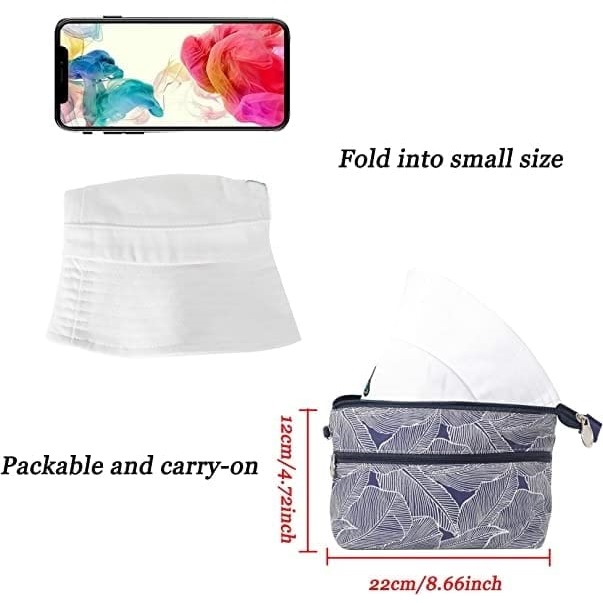 Fold into small size
Packable and carry-on
12cm/4.72inch
22cm/8.66inch